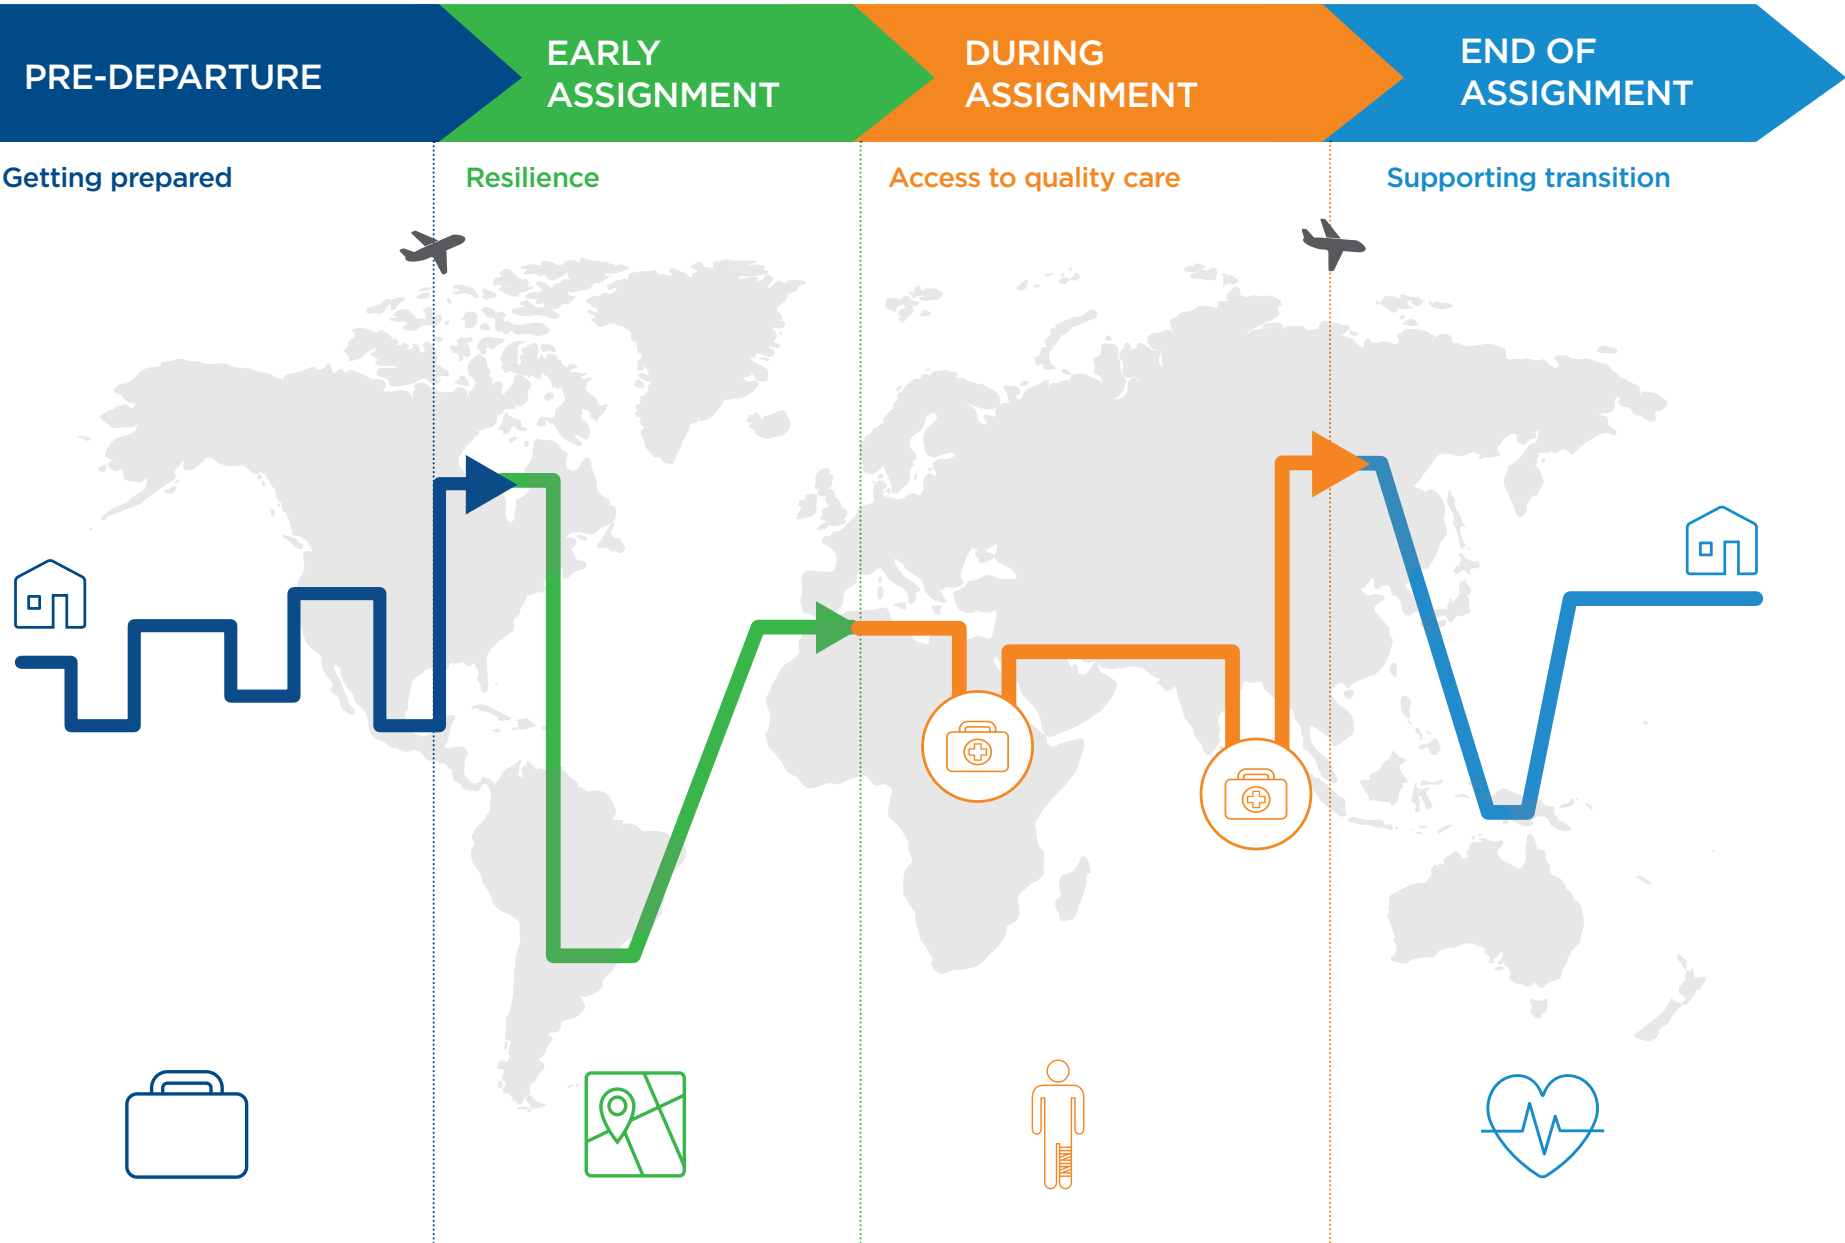 PRE-DEPARTURE
EARLY
ASSIGNMENT
DURING
ASSIGNMENT
END OF
ASSIGNMENT
Getting prepared
Resilience
Access to quality care
Supporting transition